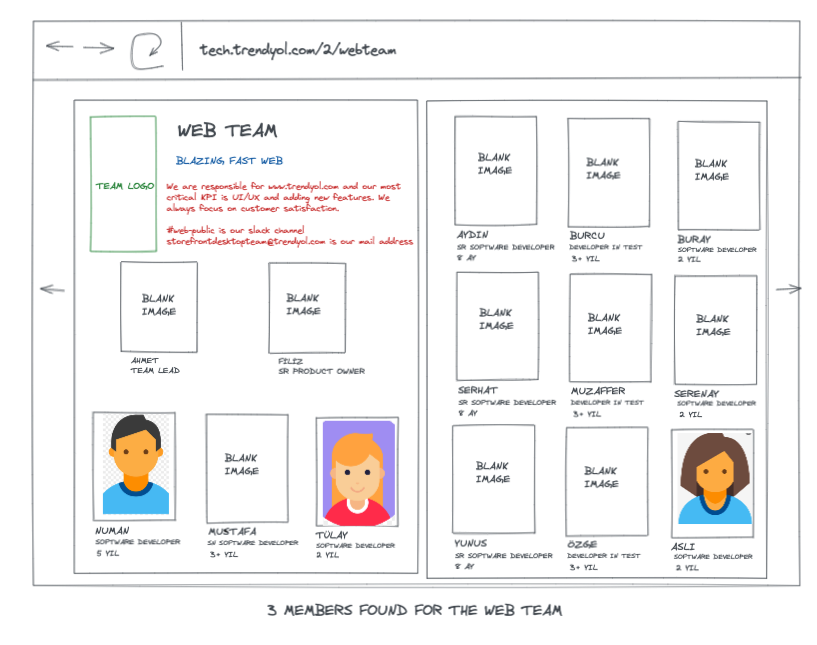 tech.trendyol.com/2/webteam
WEB TEAM
BLAZING FAST WEB
TEAM LOGO
We are responsible for www.trendyol.com and our most
critical KPI is UI/UX and adding new features. We
always focus on customer satisfaction.
#web-public is our slack channel
storefrontdesktopteam@trendyol.com is our mail address
BLANK
IMAGE
AHMET
TEAM LEAD
BLANK
IMAGE
FILIZ
SR PRODUCT OWNER
NUMAN
SOFTWARE DEVELOPER
5 YIL
BLANK
IMAGE
MUSTAFA
SN SOFTWARE DEVELOPER
3+ YIL
TÜLAY
SOFTWARE DEVELOPER
2 YIL
BLANK
IMAGE
AYDIN
SR SOFTWARE DEVELOPER
8 AY
BLANK
IMAGE
BURCU
DEVELOPER IN TEST
3+ YIL
BLANK
IMAGE
BURAY
SOFTWARE DEVELOPER
2 YIL
BLANK
IMAGE
SERHAT
SR SOFTWARE DEVELOPER
8 AY
BLANK
IMAGE
MUZAFFER
DEVELOPER IN TEST
3+ YIL
BLANK
IMAGE
SERENAY
SOFTWARE DEVELOPER
2 YIL
BLANK
IMAGE
YUNUS
SR SOFTWARE DEVELOPER
8 AY
BLANK
IMAGE
ÖZGE
DEVELOPER IN TEST
3+ YIL
ASLI
SOFTWARE DEVELOPER
2 YIL
3 MEMBERS FOUND FOR THE WEB TEAM